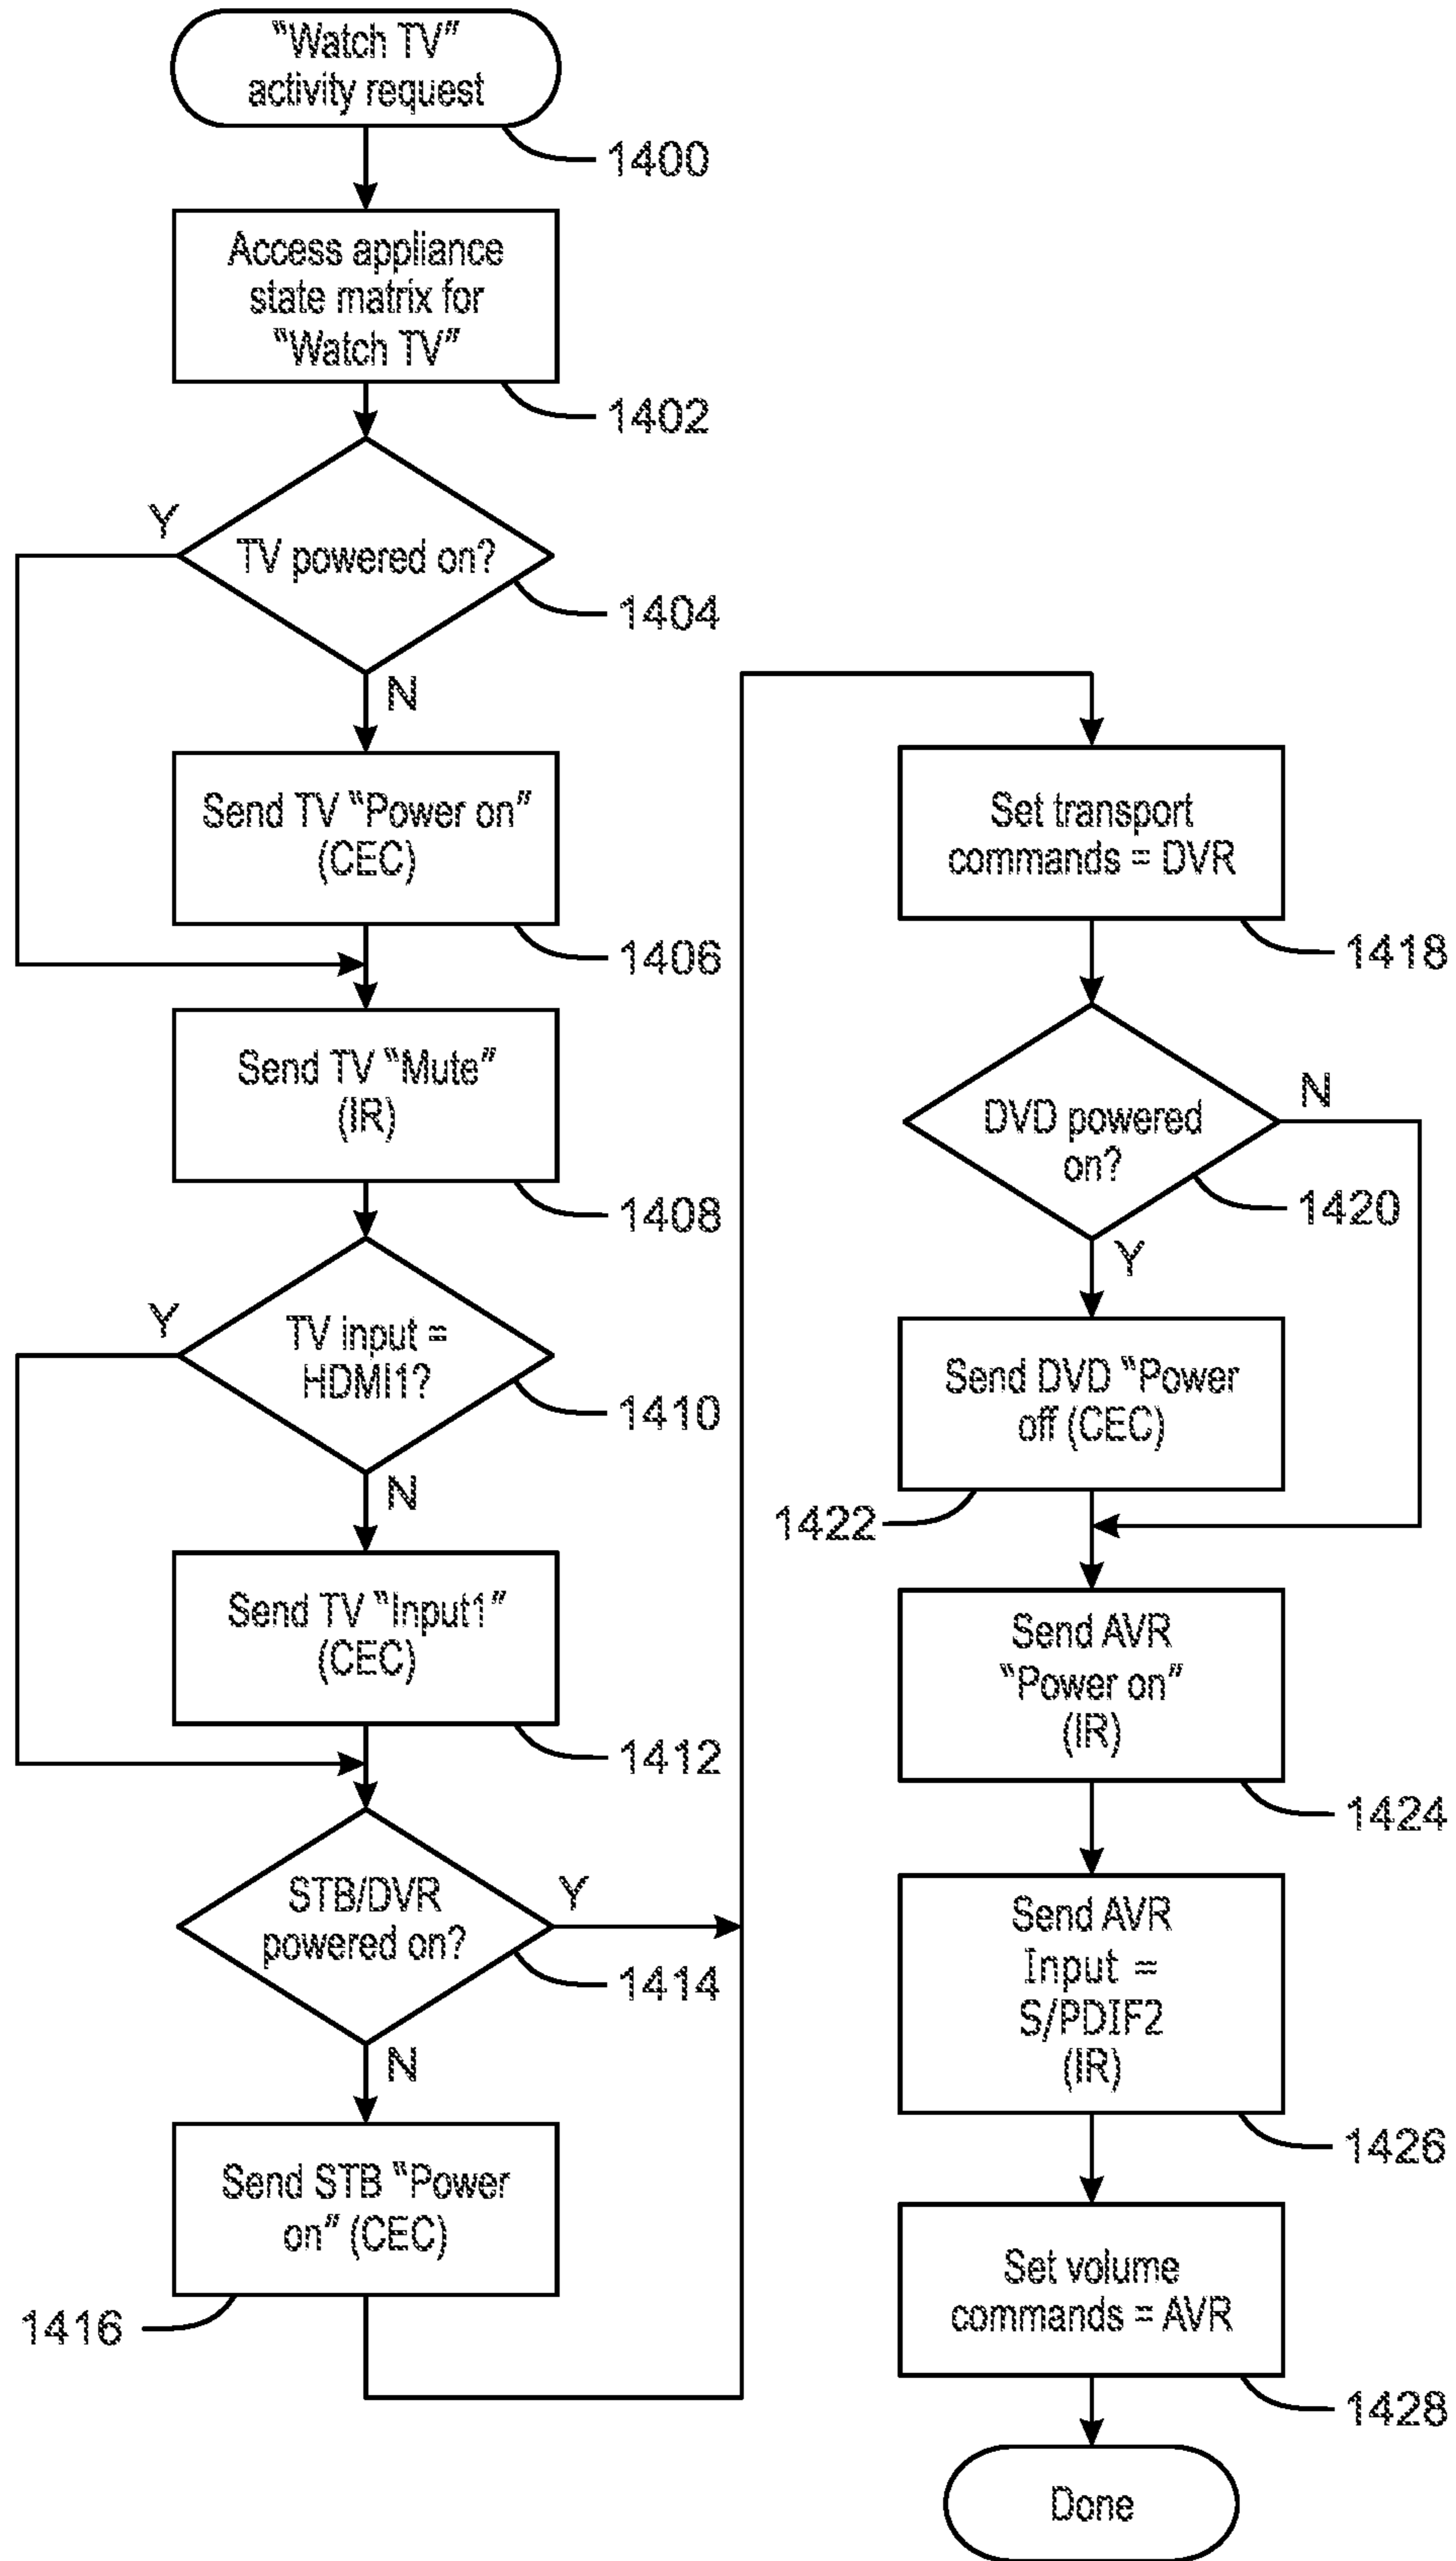 “Watch TV”
activity request
1400
Access appliance
state matrix for
“Watch TV”
1402
TV powered on?
Y
1404
N
Send TV “Power on”
(CEC)
1406
Send TV “Mute”
(IR)
1408
TV input =
HDMI1?
Y
1410
N
Send TV “Input1”
(CEC)
1412
STB/DVR
powered on?
Y
1414
N
Send STB “Power
on” (CEC)
1416
Set transport
commands = DVR
1418
DVD powered
on?
N
1420
Y
Send DVD “Power
off (CEC)
1422
Send AVR
“Power on”
(IR)
1424
Send AVR
Input =
S/PDIF2
(IR)
1426
Set volume
commands = AVR
1428
Done